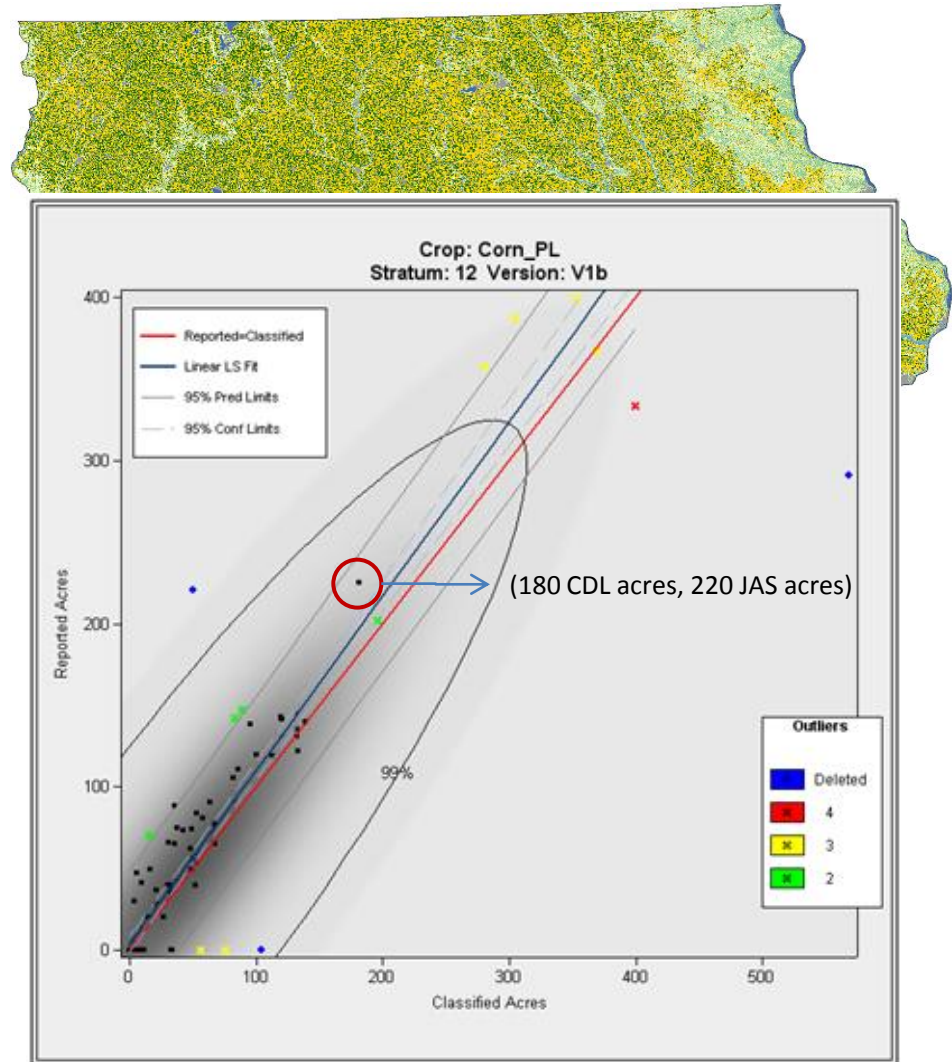 Crop: Corn_PL
Stratum: 12 Version: V1b
400
300
200
100
0
Reported Acres
Reported=Classified
Linear LS Fit
95% Pred Limits
95% Conf Limits
(180 CDL acres, 220 JAS acres)
99%
Outliers
Deleted
4
3
2
0
100
200
300
400
500
Classified Acres